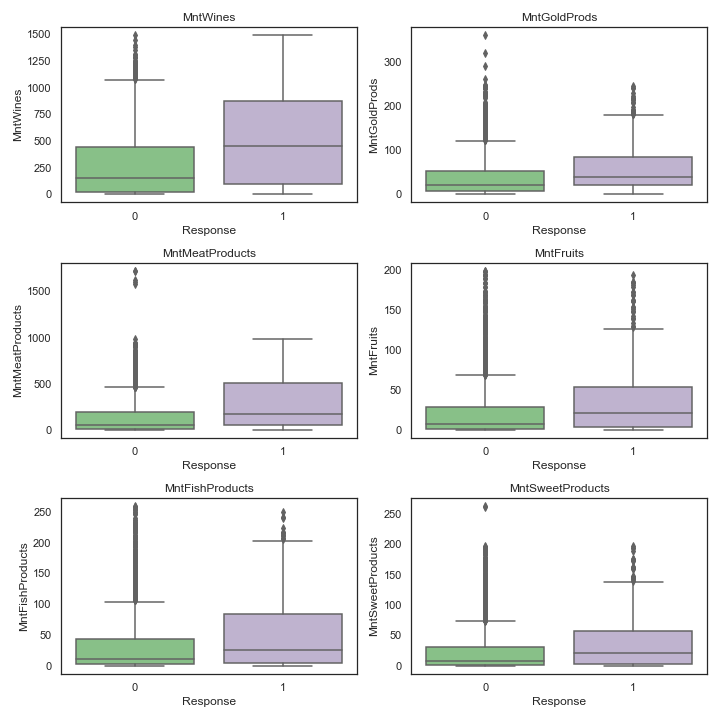 MntWines
1500
1250
1000
750
500
250
0
MntWines
0 1
Response
MntGoldProds
300
200
100
0
MntGoldProds
0 1
Response
MntMeatProducts
1500
1000
500
0
MntMeatProducts
0 1
Response
MntFruits
200
150
100
50
0
MntFruits
0 1
Response
MntFishProducts
250
200
150
100
50
0
MntFishProducts
0 1
Response
MntSweetProducts
250
200
150
100
50
0
MntSweetProducts
0 1
Response